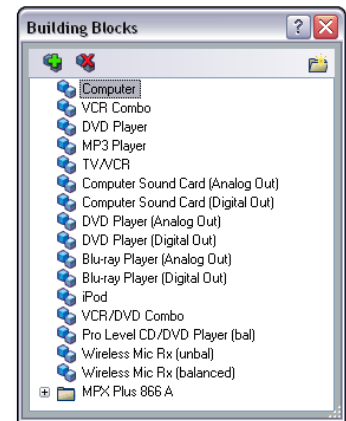 Building Blocks
Computer
VCR Combo
DVD Player
MP3 Player
TV/VCR
Computer Sound Card (Analog Out)
Computer Sound Card (Digital Out)
DVD Player (Analog Out)
DVD Player (Digital Out)
Blu-ray Player (Analog Out)
Blu-ray Player (Digital Out)
iPod
VCR/DVD Combo
Pro Level CD/DVD Player (bal)
Wireless Mic Rx (unbal)
Wireless Mic Rx (balanced)
MPX Plus 866 A